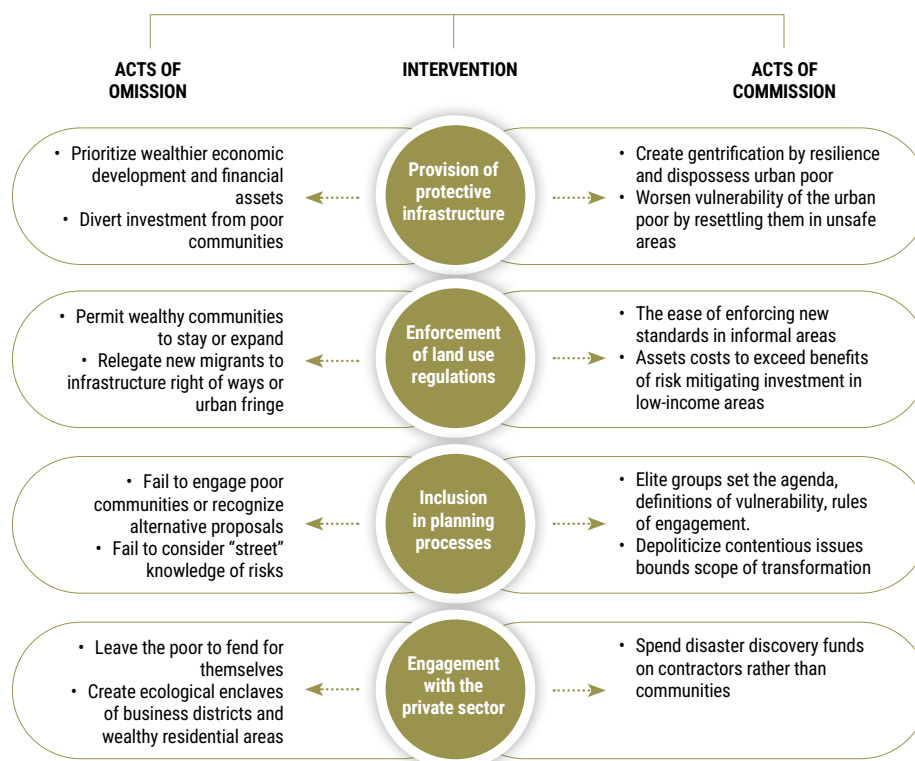 ACTS OF
OMISSION
INTERVENTION
ACTS OF
COMMISSION
• Prioritize wealthier economic
development and financial
assets
• Divert investment from poor
communities
Provision of
protective
infrastructure
• Create gentrification by resilience
and dispossess urban poor
• Worsen vulnerability of the urban
poor by resettling them in unsafe
areas
• Permit wealthy communities
to stay or expand
• Relegate new migrants to
infrastructure right of ways or
urban fringe
Enforcement
of land use
regulations
• The ease of enforcing new
standards in informal areas
• Assets costs to exceed benefits
of risk mitigating investment in
low-income areas
• Fail to engage poor
communities or recognize
alternative proposals
• Fail to consider “street”
knowledge of risks
Inclusion
in planning
processes
• Elite groups set the agenda,
definitions of vulnerability, rules
of engagement.
• Depoliticize contentious issues
bounds scope of transformation
• Leave the poor to fend for
themselves
• Create ecological enclaves
of business districts and
wealthy residential areas
Engagement
with the
private sector
• Spend disaster discovery funds
on contractors rather than
communities